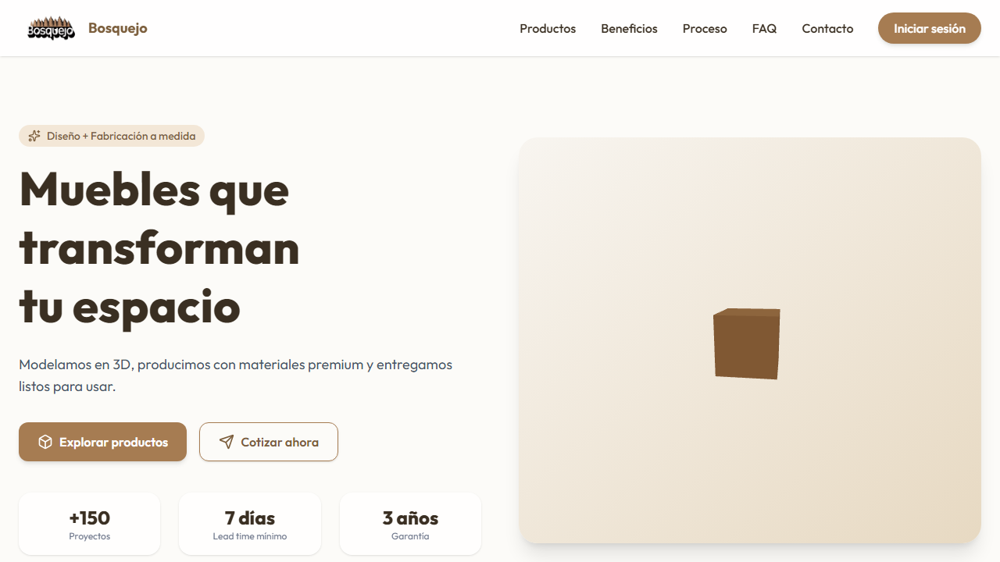 Bosquejo
Bosquejo
Productos
Beneficios
Proceso
FAQ
Contacto
Iniciar sesión
Diseño + Fabricación a medida
Muebles que
transforman
tu espacio
Modelamos en 3D, producimos con materiales premium y entregamos
listos para usar.
Explorar productos
Cotizar ahora
+150
Proyectos
7 días
Lead time mínimo
3 años
Garantía